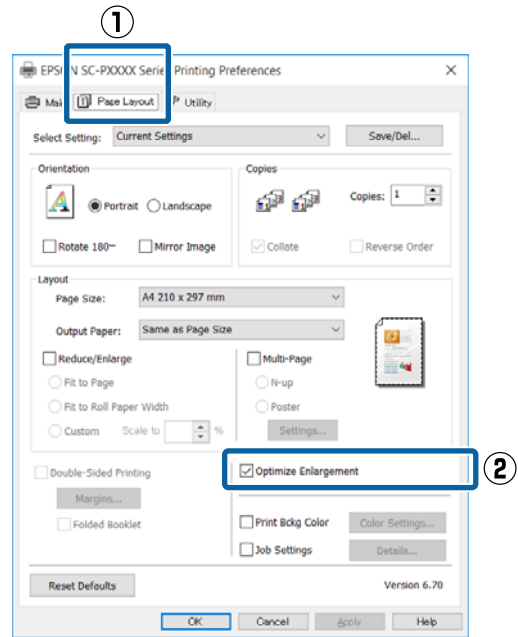 ①
EPSON SC-PXXXX Series Printing Preferences
Main Page Layout Utility
Select Setting: Current Settings Save/Del...
Orientation Copies
Portrait Landscape Copies: 1
Rotate 180° Mirror Image Collate Reverse Order
Layout
Page Size: A4 210 x 297 mm
Output Paper: Same as Page Size
Reduce/Enlarge Multi-Page
Fit to Page N-up
Fit to Roll Paper Width Poster
Custom Scale to % Settings...
Double-Sided Printing Optimize Enlargement ②
Margins...
Folded Booklet Print Bckg Color Color Settings...
Job Settings Details...
Reset Defaults Version 6.70
OK Cancel Apply Help